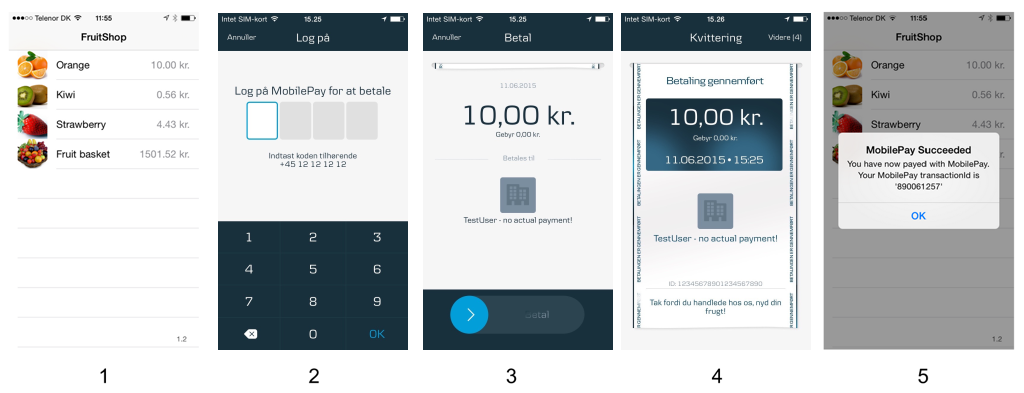 ●●●○○ Telenor DK 11:55
FruitShop
Orange 10.00 kr.
Kiwi 0.56 kr.
Strawberry 4.43 kr.
Fruit basket 1501.52 kr.
1.2
1
Intet SIM-kort 15.25
Annuller Log på
Log på MobilePay for at betale
Indtast koden tilhørende
+45 12 12 12 12
1 2 3
4 5 6
7 8 9
0 OK
2
Intet SIM-kort 15.25
Annuller Betal
11.06.2015
10,00 kr.
Gebyr 0,00 kr.
Betales til
TestUser - no actual payment!
Betal
3
Intet SIM-kort 15.26
Kvittering Videre (4)
Betaling gennemført
10,00 kr.
Gebyr 0,00 kr.
11.06.2015 • 15:25
TestUser - no actual payment!
ID: 12345678901234567890
Tak fordi du handlede hos os, nyd din
frugt!
BETALINGEN ER GENNEMFØRT
BETALINGEN ER GENNEMFØRT
4
●●●○○ Telenor DK 11:55
FruitShop
Orange 10.00 kr.
Kiwi 0.56 kr.
Strawberry 4.43 kr.
MobilePay Succeeded
You have now payed with MobilePay.
Your MobilePay transactionId is
'890061257'
OK
1.2
5